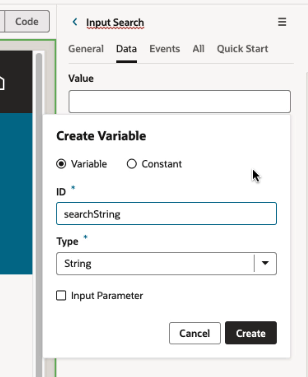 Code
Input Search
General Data Events All Quick Start
Value
Create Variable
Variable Constant
ID *
searchString
Type *
String
Input Parameter
Cancel Create